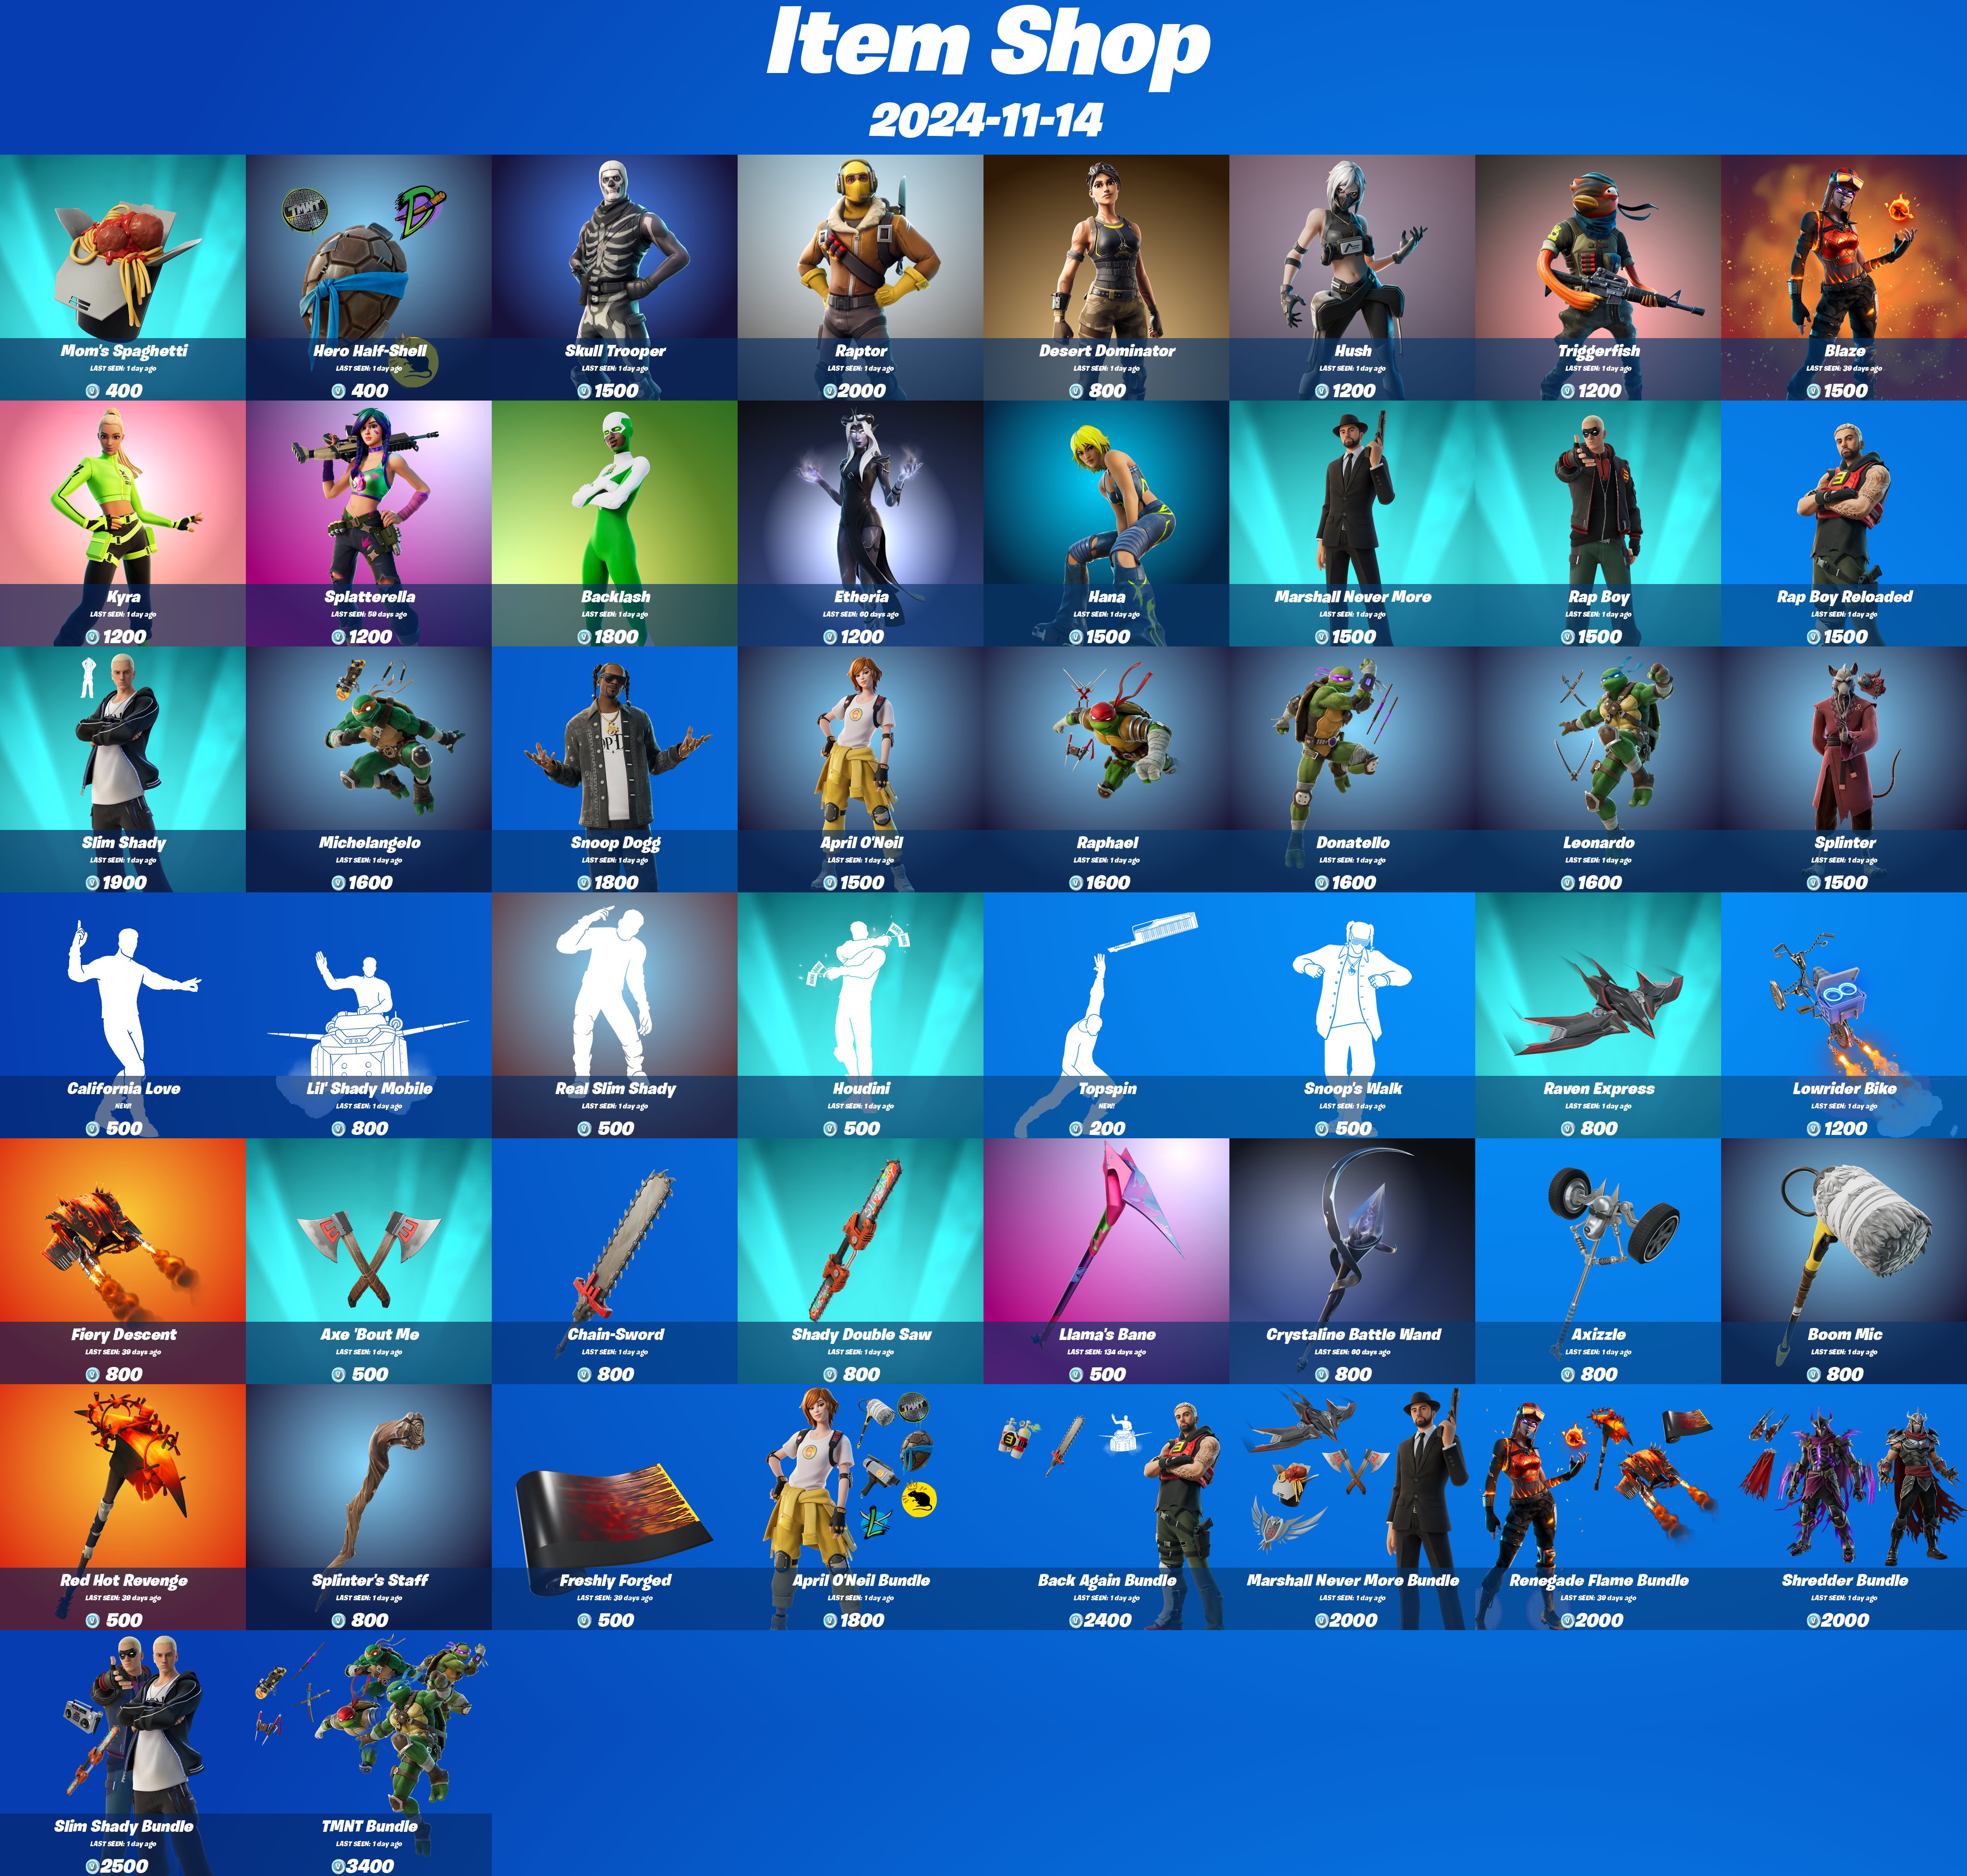 Item Shop
2024-11-14
Mom's Spaghetti
LAST SEEN: 1 day ago
400
Hero Half-Shell
LAST SEEN: 1 day ago
400
Skull Trooper
LAST SEEN: 1 day ago
1500
Raptor
LAST SEEN: 1 day ago
2000
Desert Dominator
LAST SEEN: 1 day ago
800
Hush
LAST SEEN: 1 day ago
1200
Triggerfish
LAST SEEN: 1 day ago
1200
Blaze
LAST SEEN: 39 days ago
1500
Kyra
LAST SEEN: 1 day ago
1200
Splatterella
LAST SEEN: 59 days ago
1200
Backlash
LAST SEEN: 1 day ago
1800
Etheria
LAST SEEN: 60 days ago
1200
Hana
LAST SEEN: 1 day ago
1500
Marshall Never More
LAST SEEN: 1 day ago
1500
Rap Boy
LAST SEEN: 1 day ago
1500
Rap Boy Reloaded
LAST SEEN: 1 day ago
1500
Slim Shady
LAST SEEN: 1 day ago
1900
Michelangelo
LAST SEEN: 1 day ago
1600
Snoop Dogg
LAST SEEN: 1 day ago
1800
April O'Neil
LAST SEEN: 1 day ago
1500
Raphael
LAST SEEN: 1 day ago
1600
Donatello
LAST SEEN: 1 day ago
1600
Leonardo
LAST SEEN: 1 day ago
1600
Splinter
LAST SEEN: 1 day ago
1500
California Love
NEW!
500
Lil' Shady Mobile
LAST SEEN: 1 day ago
800
Real Slim Shady
LAST SEEN: 1 day ago
500
Houdini
LAST SEEN: 1 day ago
500
Topspin
NEW!
200
Snoop's Walk
LAST SEEN: 1 day ago
500
Raven Express
LAST SEEN: 1 day ago
800
Lowrider Bike
LAST SEEN: 1 day ago
1200
Fiery Descent
LAST SEEN: 39 days ago
800
Axe 'Bout Me
LAST SEEN: 1 day ago
500
Chain-Sword
LAST SEEN: 1 day ago
800
Shady Double Saw
LAST SEEN: 1 day ago
800
Llama's Bane
LAST SEEN: 134 days ago
500
Crystaline Battle Wand
LAST SEEN: 60 days ago
800
Axizzle
LAST SEEN: 1 day ago
800
Boom Mic
LAST SEEN: 1 day ago
800
Red Hot Revenge
LAST SEEN: 39 days ago
500
Splinter's Staff
LAST SEEN: 1 day ago
800
Freshly Forged
LAST SEEN: 39 days ago
500
April O'Neil Bundle
LAST SEEN: 1 day ago
1800
Back Again Bundle
LAST SEEN: 1 day ago
2400
Marshall Never More Bundle
LAST SEEN: 1 day ago
2000
Renegade Flame Bundle
LAST SEEN: 39 days ago
2000
Shredder Bundle
LAST SEEN: 1 day ago
2000
Slim Shady Bundle
LAST SEEN: 1 day ago
2500
TMNT Bundle
LAST SEEN: 1 day ago
3400